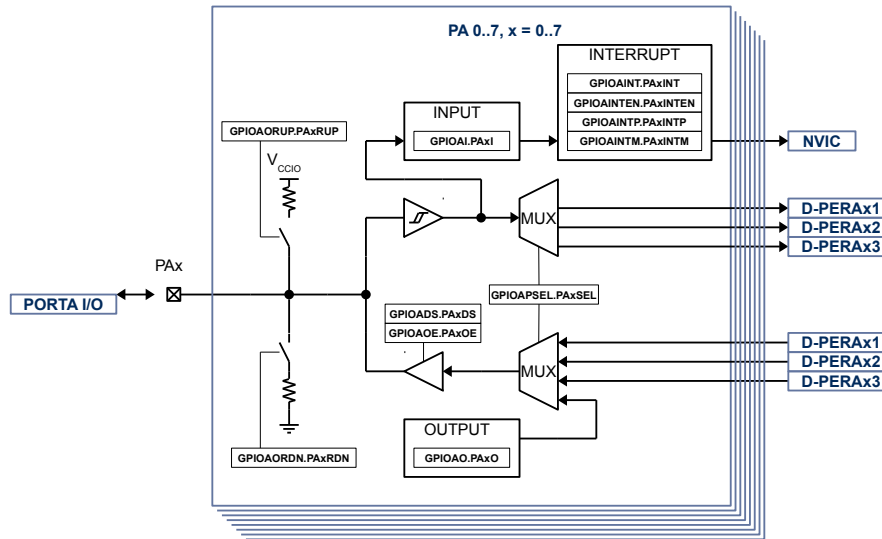 PA 0..7, x = 0..7
INTERRUPT
GPIOAINT.PAxINT
GPIOAINTEN.PAxINTEN
GPIOAINTP.PAxINTP
GPIOAINTM.PAxINTM
INPUT
GPIOAI.PAxI
GPIOAORUP.PAxRUP
NVIC
VCCIO
MUX
D-PERAx1
D-PERAx2
D-PERAx3
PAx
PORTA I/O
GPIOAPSEL.PAxSEL
GPIOADS.PAxDS
GPIOAOE.PAxOE
MUX
D-PERAx1
D-PERAx2
D-PERAx3
OUTPUT
GPIOAO.PAxO
GPIOAORDN.PAxRDN